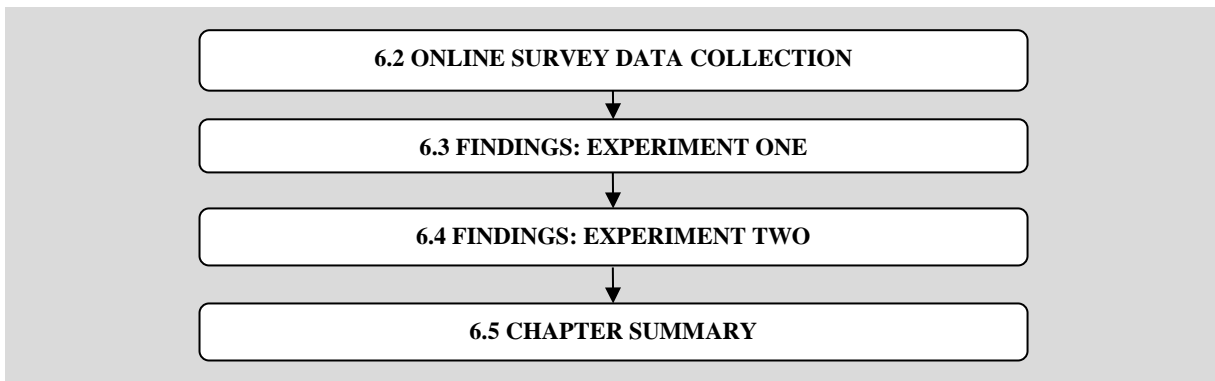 6.2 ONLINE SURVEY DATA COLLECTION
6.3 FINDINGS: EXPERIMENT ONE
6.4 FINDINGS: EXPERIMENT TWO
6.5 CHAPTER SUMMARY